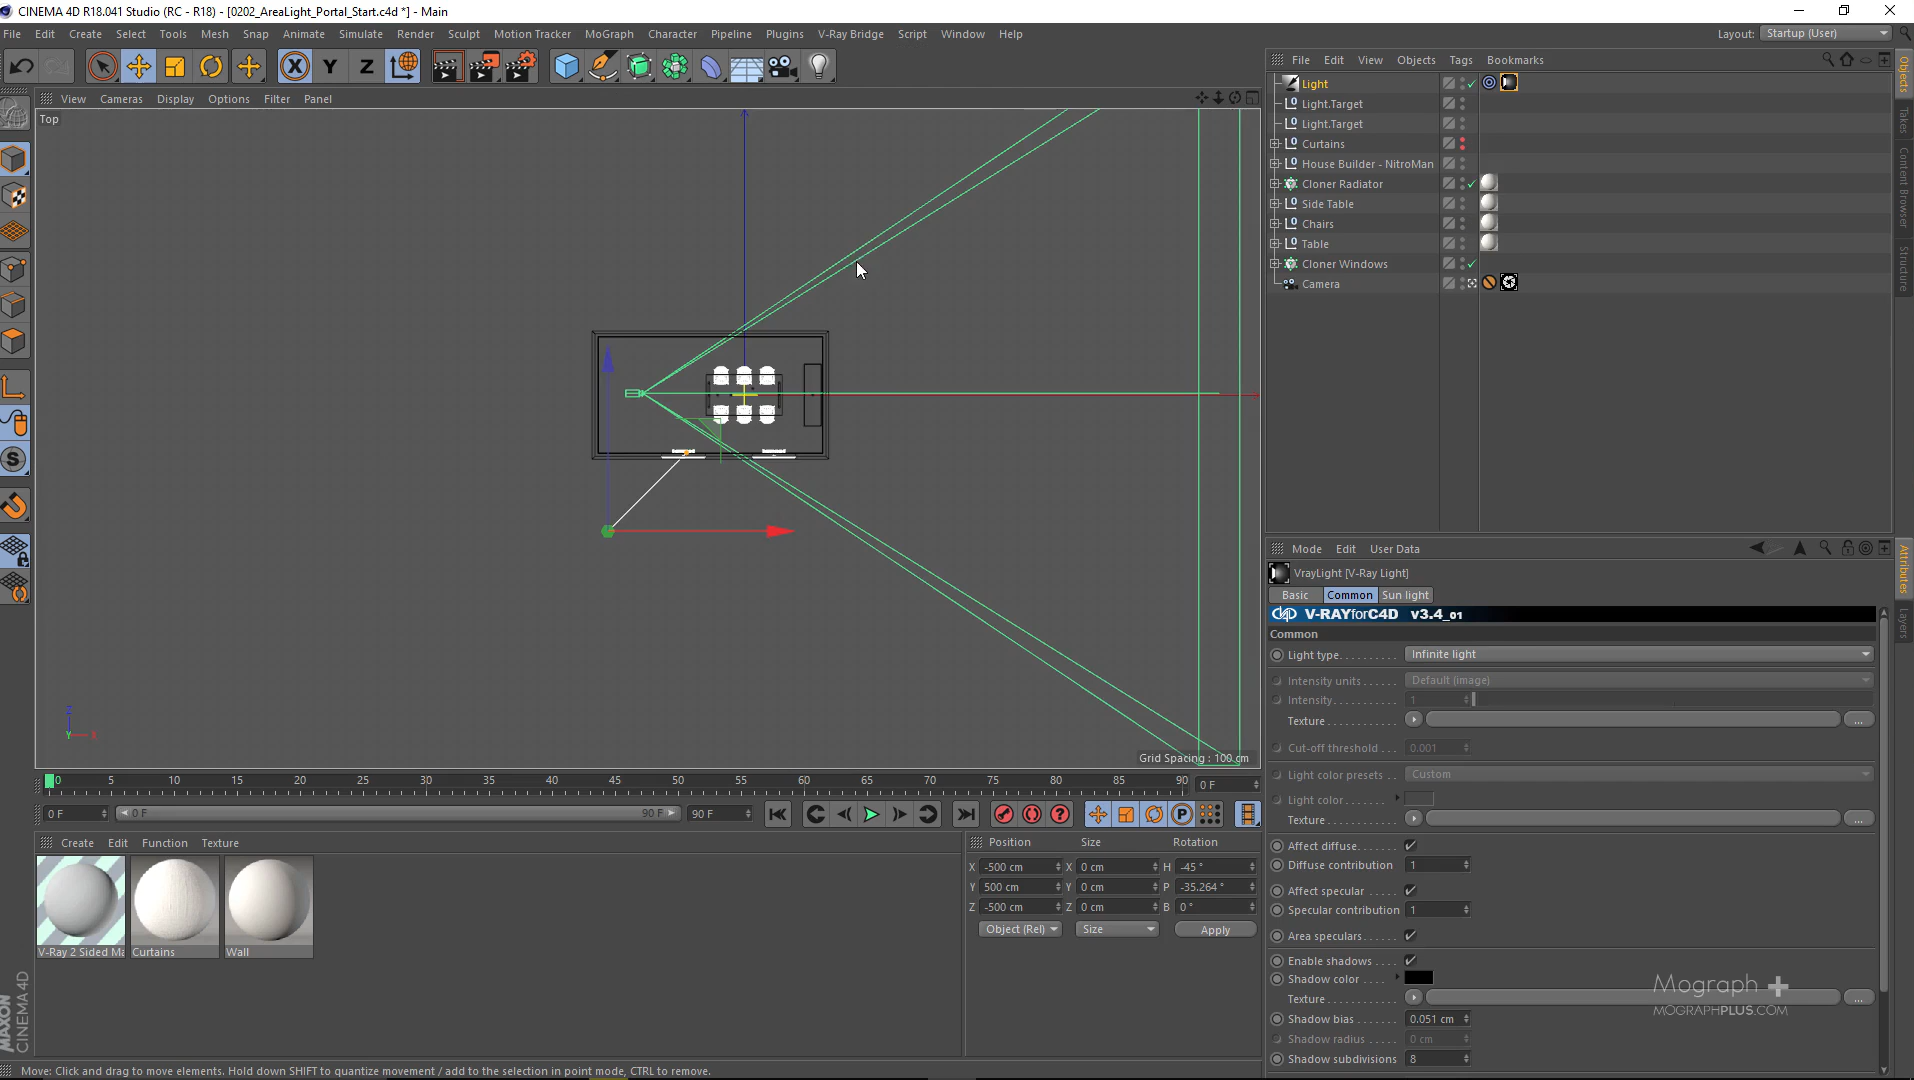 CINEMA 4D R18.041 Studio (RC - R18) - [0202_AreaLight_Portal_Start.c4d *] - Main
File Edit Create Select Tools Mesh Snap Animate Simulate Render Sculpt Motion Tracker MoGraph Character Pipeline Plugins V-Ray Bridge Script Window Help
Layout: Startup (User)
X Y Z
File Edit View Objects Tags Bookmarks
View Cameras Display Options Filter Panel
Top
Light
Light.Target
Light.Target
Curtains
House Builder - NitroMan
Cloner Radiator
Side Table
Chairs
Table
Cloner Windows
Camera
Objects
Takes
Content Browser
Structure
Mode Edit User Data
VrayLight [V-Ray Light]
Basic Common Sun light
V-RAYforC4D v3.4_01
Common
Light type Infinite light
Intensity units Default (image)
Intensity 1
Texture ...
Cut-off threshold 0.001
Light color presets Custom
Light color
Texture ...
Affect diffuse
Diffuse contribution 1
Affect specular
Specular contribution 1
Area speculars
Enable shadows
Shadow color
Texture ...
Shadow bias 0.051 cm
Shadow radius 0 cm
Shadow subdivisions 8
Attributes
Layers
Mograph +
MOGRAPHPLUS.COM
Z
Y X
Grid Spacing : 100 cm
0 5 10 15 20 25 30 35 40 45 50 55 60 65 70 75 80 85 90 0 F
0 F 0 F 90 F 90 F
Create Edit Function Texture
V-Ray 2 Sided Ma Curtains Wall
Position Size Rotation
X -500 cm X 0 cm H -45 °
Y 500 cm Y 0 cm P -35.264 °
Z -500 cm Z 0 cm B 0 °
Object (Rel) Size Apply
MAXON
CINEMA 4D
Move: Click and drag to move elements. Hold down SHIFT to quantize movement / add to the selection in point mode, CTRL to remove.